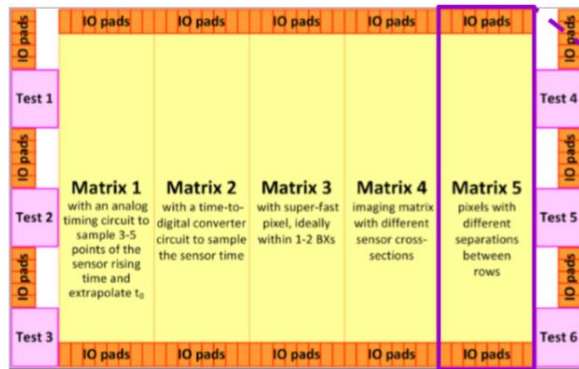 IO pads
IO pads IO pads IO pads IO pads IO pads
IO pads
Test 1
Test 4
IO pads
IO pads
Matrix 1
with an analog
timing circuit to
sample 3-5
points of the
sensor rising
time and
extrapolate t₀
Matrix 2
with a time-to-
digital converter
circuit to sample
the sensor time
Matrix 3
with super-fast
pixel, ideally
within 1-2 BXs
Matrix 4
imaging matrix
with different
sensor cross-
sections
Matrix 5
pixels with
different
separations
between
rows
Test 2
Test 5
IO pads
IO pads
Test 3
Test 6
IO pads IO pads IO pads IO pads IO pads